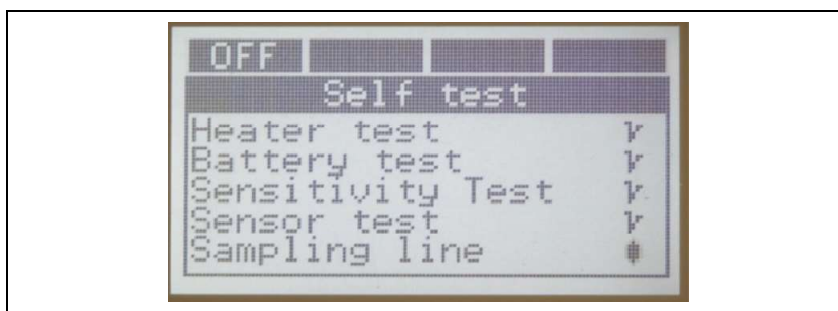 OFF
Self test
Heater test
Battery test
Sensitivity Test
Sensor test
Sampling line